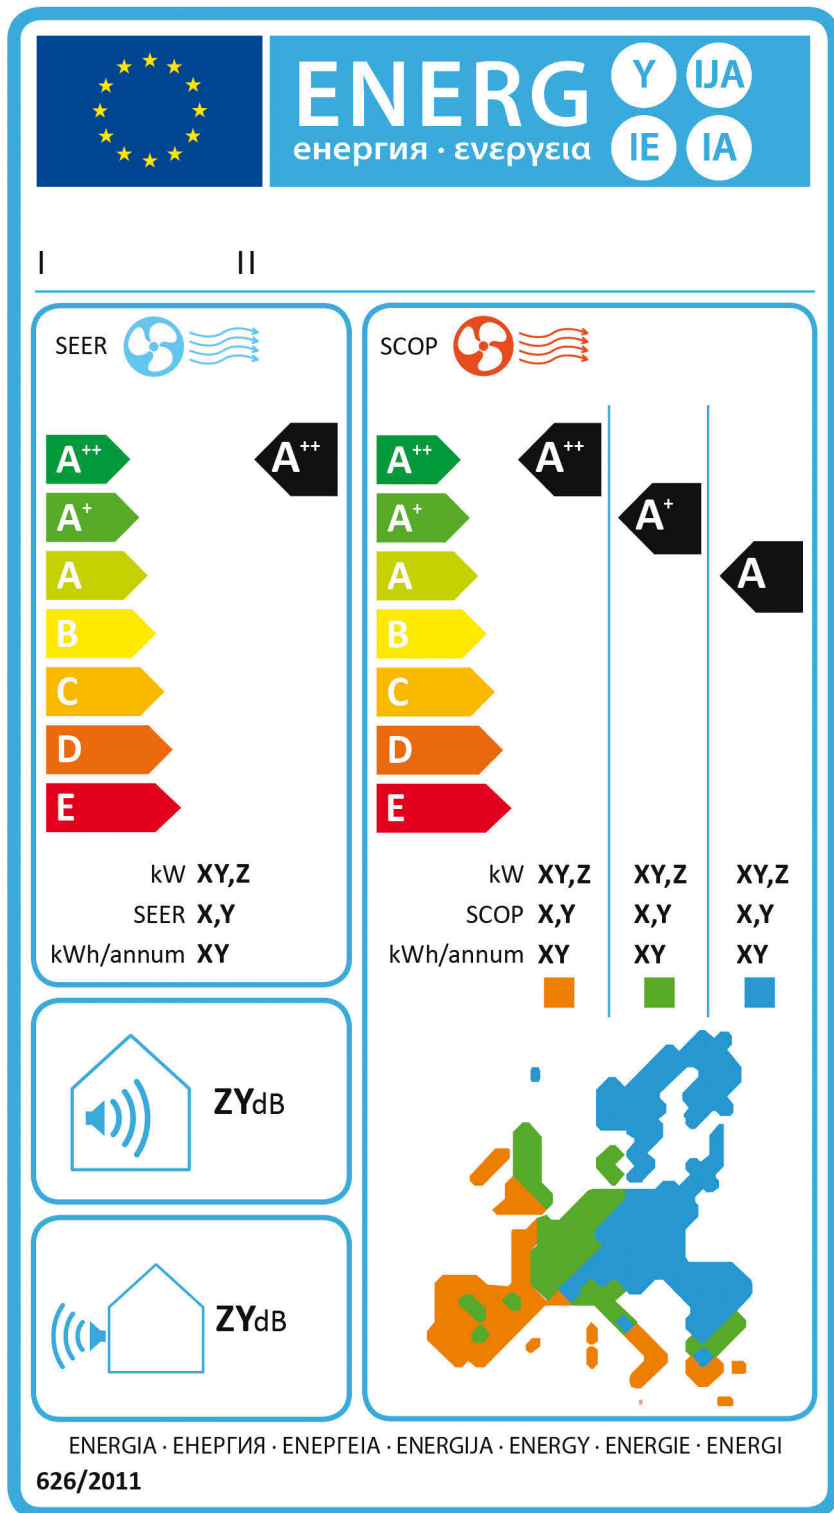 ENERG Y IJA
енергия · ενεργεια IE IA
I II
SEER
A++ A++
A+
A
B
C
D
E
kW XY,Z
SEER X,Y
kWh/annum XY
SCOP
A++ A++
A+ A+
A A
B
C
D
E
kW XY,Z XY,Z XY,Z
SCOP X,Y X,Y X,Y
kWh/annum XY XY XY
ZYdB
ZYdB
ENERGIA · ЕНЕРГИЯ · ΕΝΕΡΓΕΙΑ · ENERGIJA · ENERGY · ENERGIE · ENERGI
626/2011